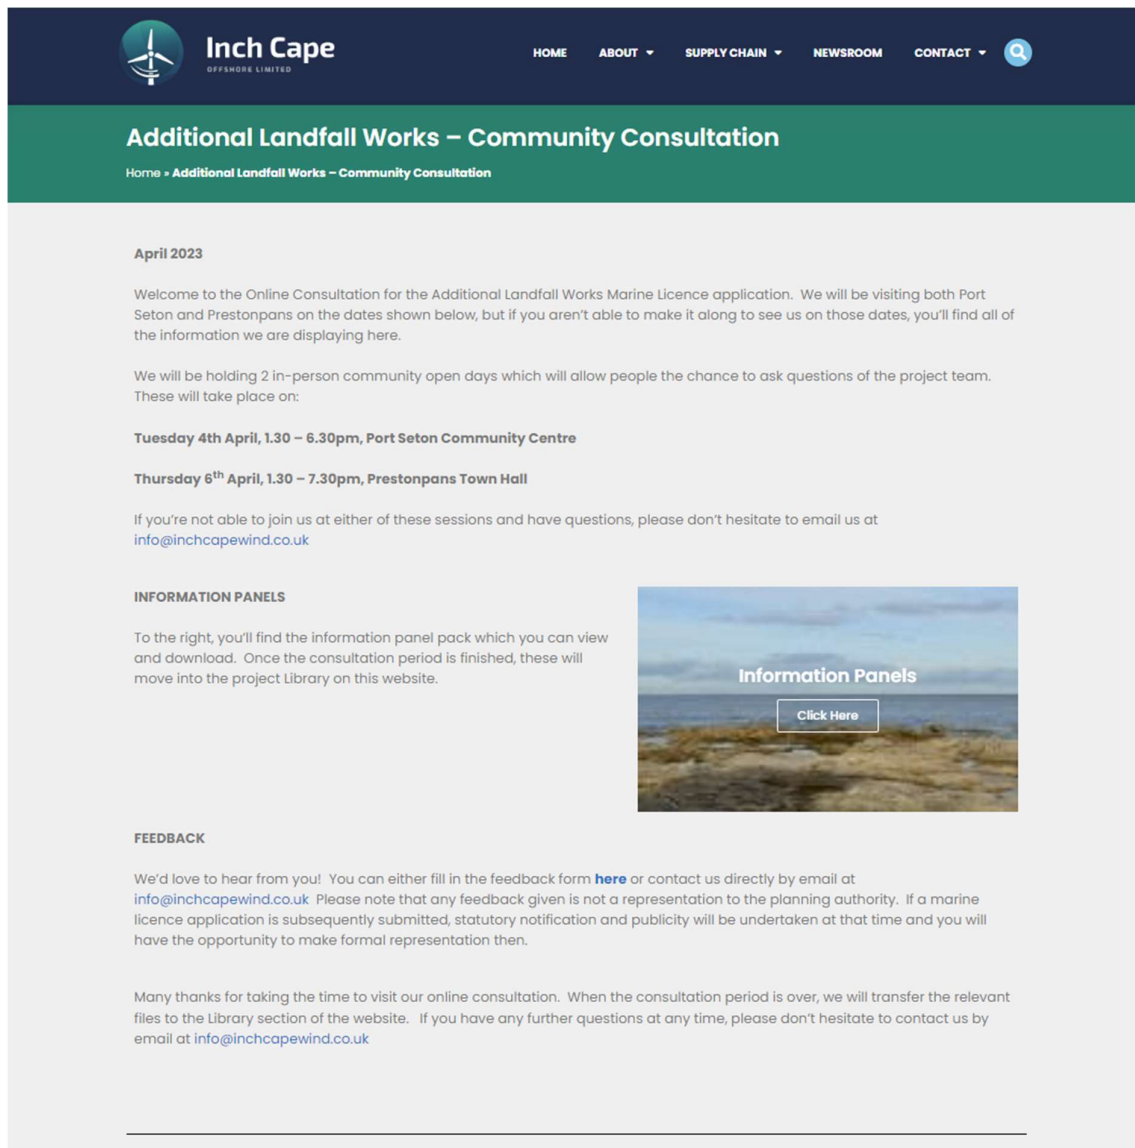 Inch Cape
OFFSHORE LIMITED
HOME ABOUT SUPPLY CHAIN NEWSROOM CONTACT
Additional Landfall Works – Community Consultation
Home » Additional Landfall Works – Community Consultation
April 2023
Welcome to the Online Consultation for the Additional Landfall Works Marine Licence application. We will be visiting both Port
Seton and Prestonpans on the dates shown below, but if you aren't able to make it along to see us on those dates, you'll find all of
the information we are displaying here.
We will be holding 2 in-person community open days which will allow people the chance to ask questions of the project team.
These will take place on:
Tuesday 4th April, 1.30 – 6.30pm, Port Seton Community Centre
Thursday 6th April, 1.30 – 7.30pm, Prestonpans Town Hall
If you're not able to join us at either of these sessions and have questions, please don't hesitate to email us at
info@inchcapewind.co.uk
INFORMATION PANELS
To the right, you'll find the information panel pack which you can view
and download. Once the consultation period is finished, these will
move into the project Library on this website.
Information Panels
Click Here
FEEDBACK
We'd love to hear from you! You can either fill in the feedback form here or contact us directly by email at
info@inchcapewind.co.uk Please note that any feedback given is not a representation to the planning authority. If a marine
licence application is subsequently submitted, statutory notification and publicity will be undertaken at that time and you will
have the opportunity to make formal representation then.
Many thanks for taking the time to visit our online consultation. When the consultation period is over, we will transfer the relevant
files to the Library section of the website. If you have any further questions at any time, please don't hesitate to contact us by
email at info@inchcapewind.co.uk